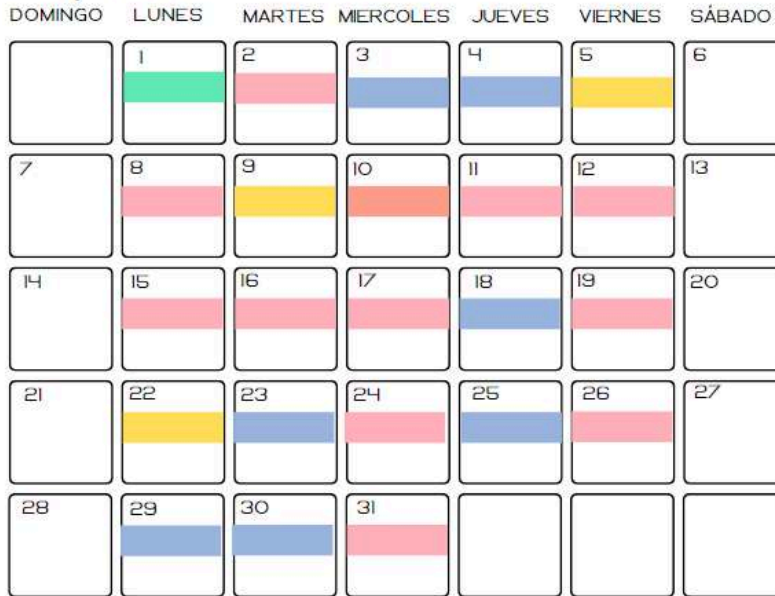 DOMINGO LUNES MARTES MIERCOLES JUEVES VIERNES SÁBADO
1 2 3 4 5 6
7 8 9 10 11 12 13
14 15 16 17 18 19 20
21 22 23 24 25 26 27
28 29 30 31